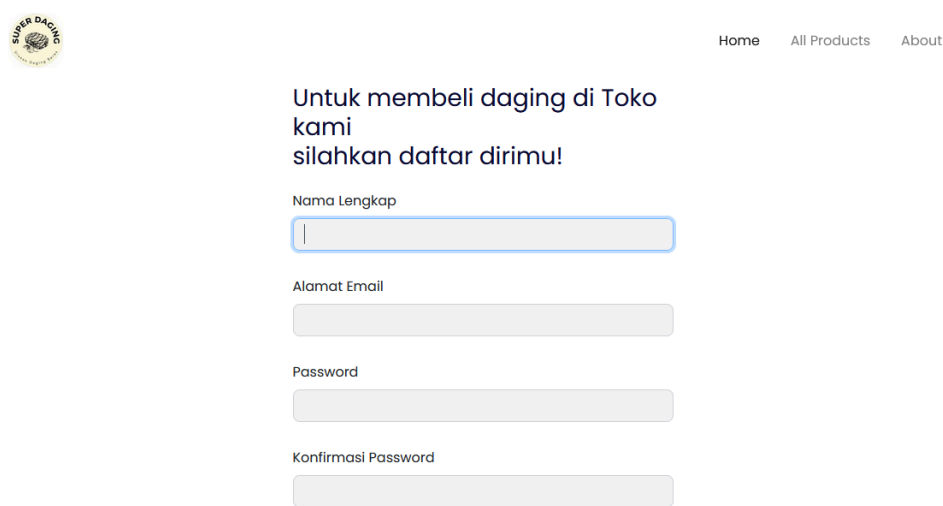 SUPER DAGING
Home
All Products
About
Untuk membeli daging di Toko
kami
silahkan daftar dirimu!
Nama Lengkap
Alamat Email
Password
Konfirmasi Password